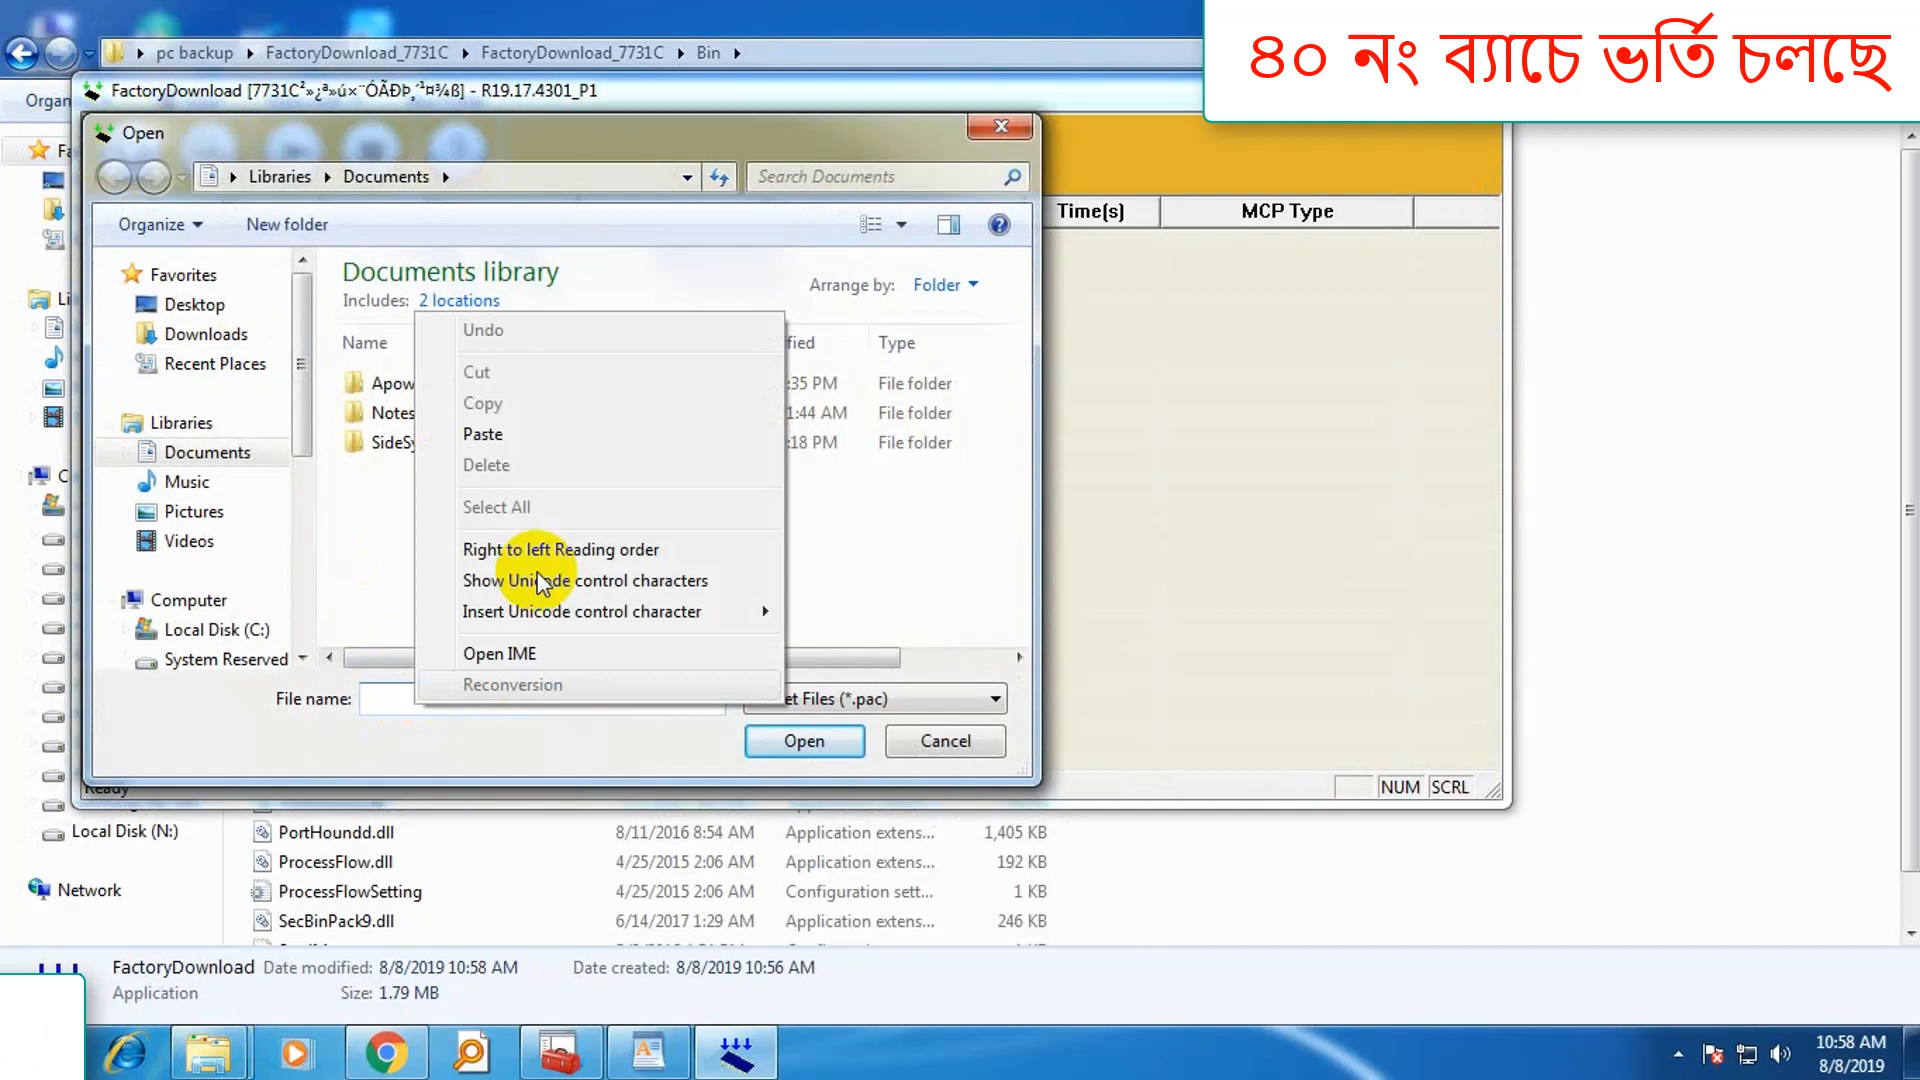 ৪০ নং ব্যাচে ভর্তি চলছে
pc backup
FactoryDownload_7731C
FactoryDownload_7731C
Bin
Organ
FactoryDownload [7731C²»¿ª»ú×¨ÓÃÐÞ¸´¹¤¾ß] - R19.17.4301_P1
Open
Libraries
Documents
Search Documents
Organize
New folder
Time(s)
MCP Type
Favorites
Desktop
Downloads
Recent Places
Libraries
Documents
Music
Pictures
Videos
Computer
Local Disk (C:)
System Reserved
Documents library
Includes: 2 locations
Arrange by: Folder
Name
fied
Type
Apow
:35 PM
File folder
Notes
1:44 AM
File folder
SideSy
:18 PM
File folder
Undo
Cut
Copy
Paste
Delete
Select All
Right to left Reading order
Show Unicode control characters
Insert Unicode control character
Open IME
Reconversion
File name:
et Files (*.pac)
Open
Cancel
Ready
NUM
SCRL
Local Disk (N:)
Network
PortHoundd.dll 8/11/2016 8:54 AM Application extens... 1,405 KB
ProcessFlow.dll 4/25/2015 2:06 AM Application extens... 192 KB
ProcessFlowSetting 4/25/2015 2:06 AM Configuration sett... 1 KB
SecBinPack9.dll 6/14/2017 1:29 AM Application extens... 246 KB
FactoryDownload Date modified: 8/8/2019 10:58 AM Date created: 8/8/2019 10:56 AM
Application Size: 1.79 MB
10:58 AM
8/8/2019